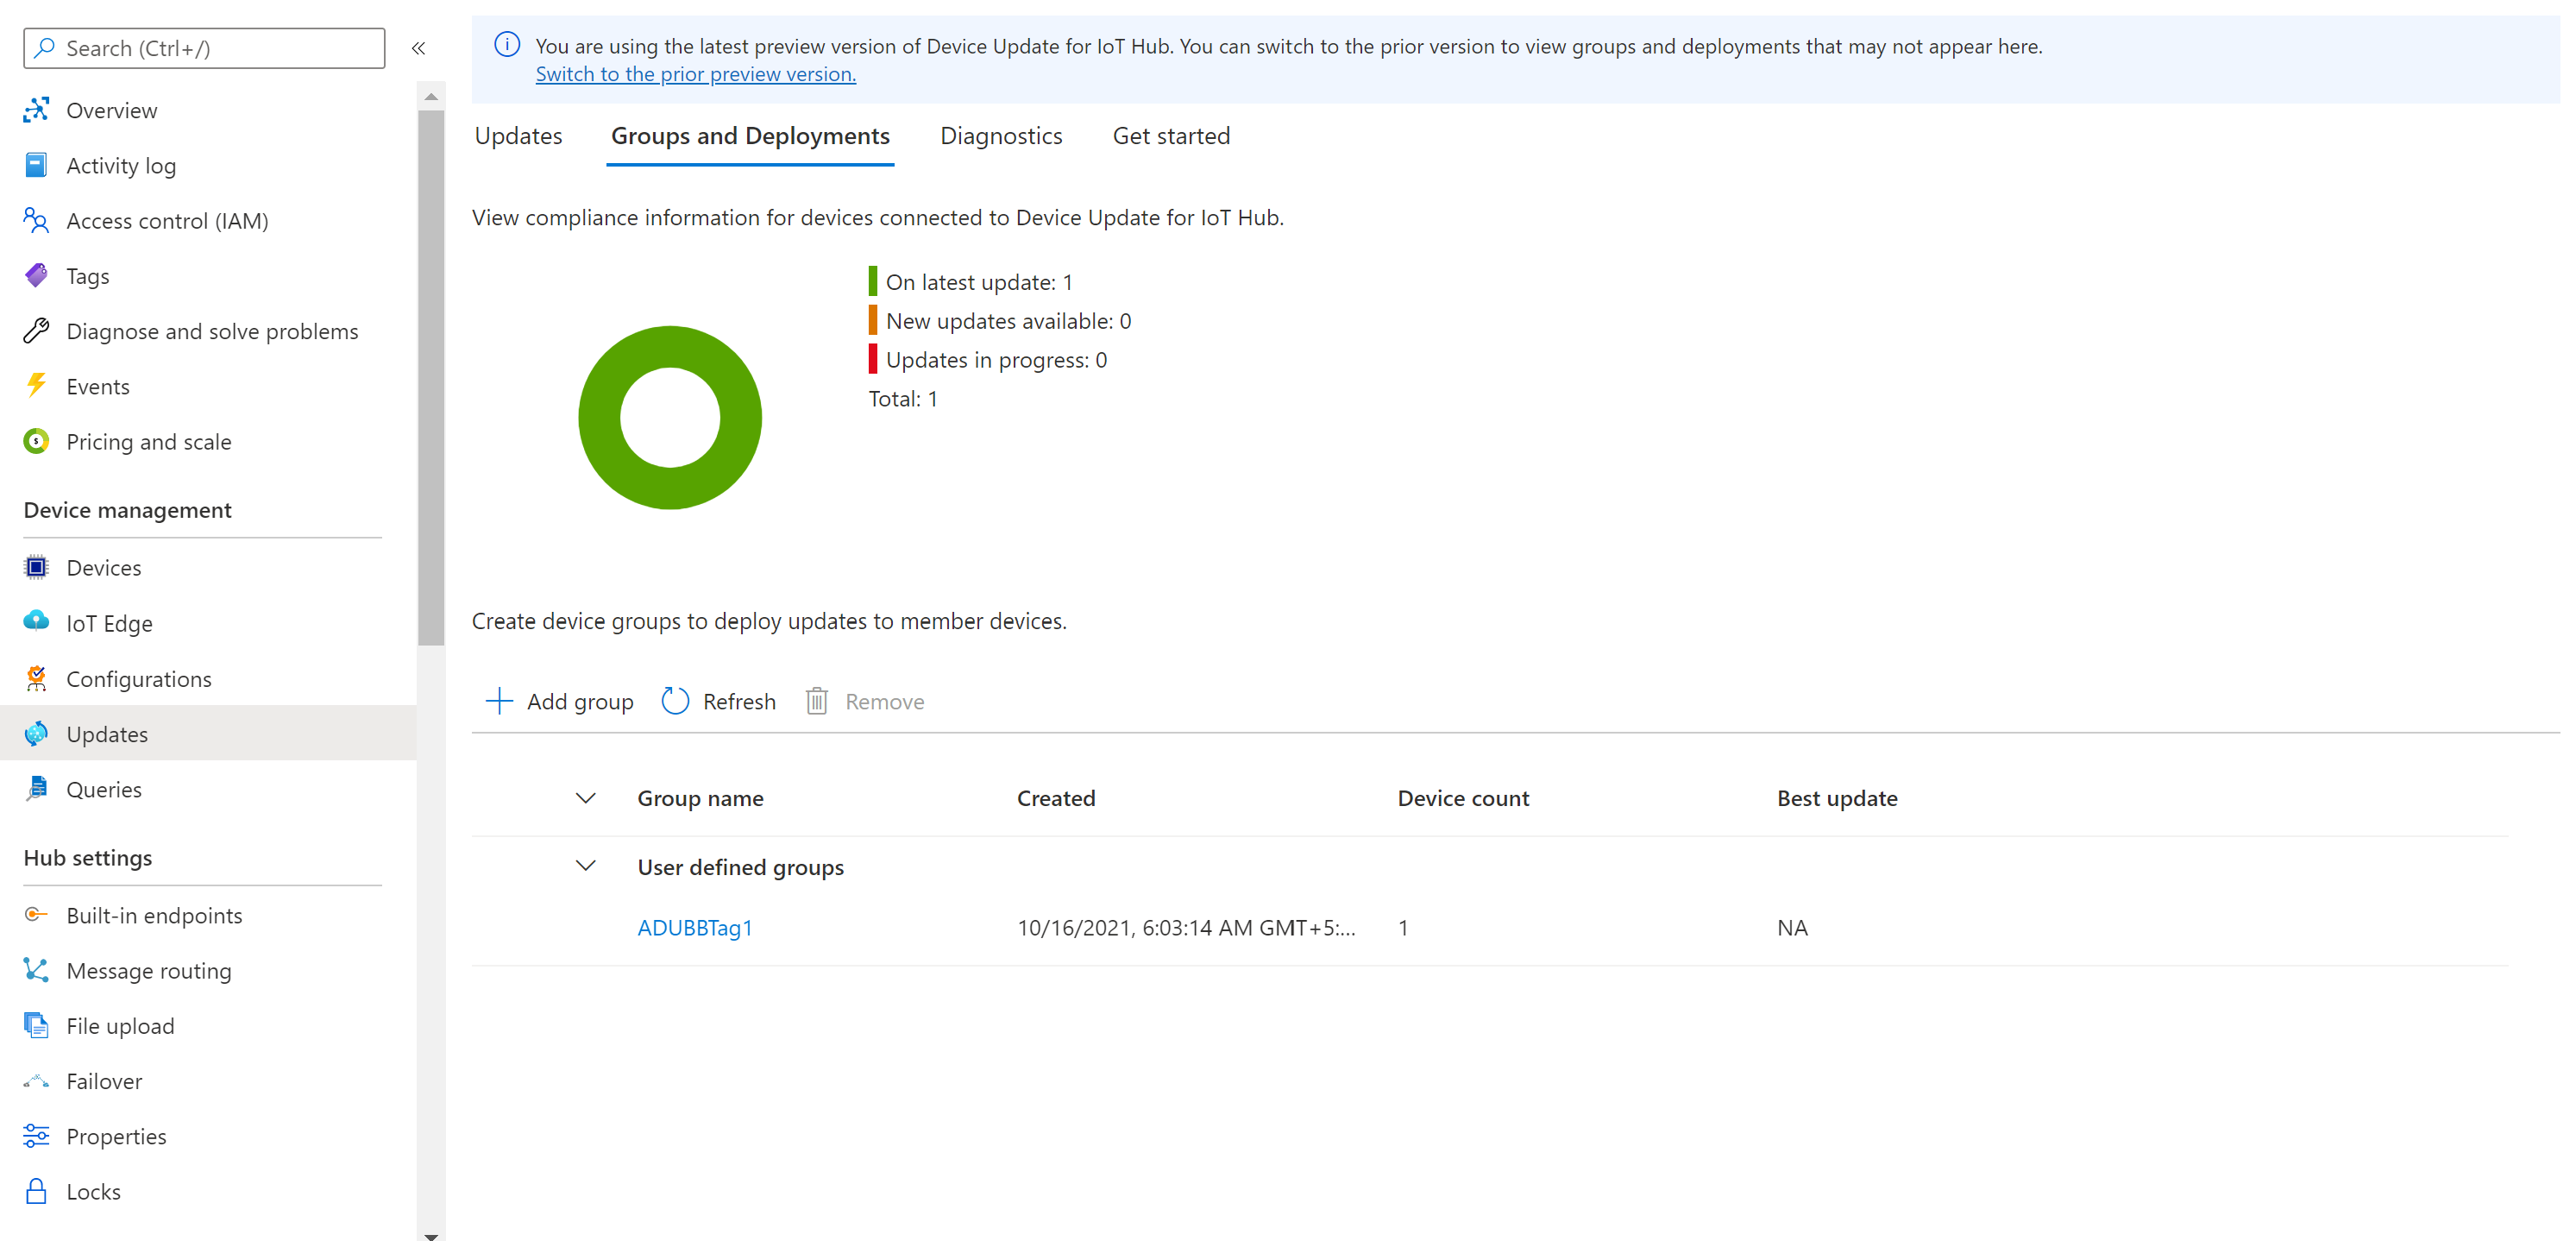 Search (Ctrl+/)
«
Overview
Activity log
Access control (IAM)
Tags
Diagnose and solve problems
Events
Pricing and scale
Device management
Devices
IoT Edge
Configurations
Updates
Queries
Hub settings
Built-in endpoints
Message routing
File upload
Failover
Properties
Locks
You are using the latest preview version of Device Update for IoT Hub. You can switch to the prior version to view groups and deployments that may not appear here.
Switch to the prior preview version.
Updates Groups and Deployments Diagnostics Get started
View compliance information for devices connected to Device Update for IoT Hub.
On latest update: 1
New updates available: 0
Updates in progress: 0
Total: 1
Create device groups to deploy updates to member devices.
Add group Refresh Remove
Group name Created Device count Best update
User defined groups
ADUBBTag1 10/16/2021, 6:03:14 AM GMT+5:... 1 NA